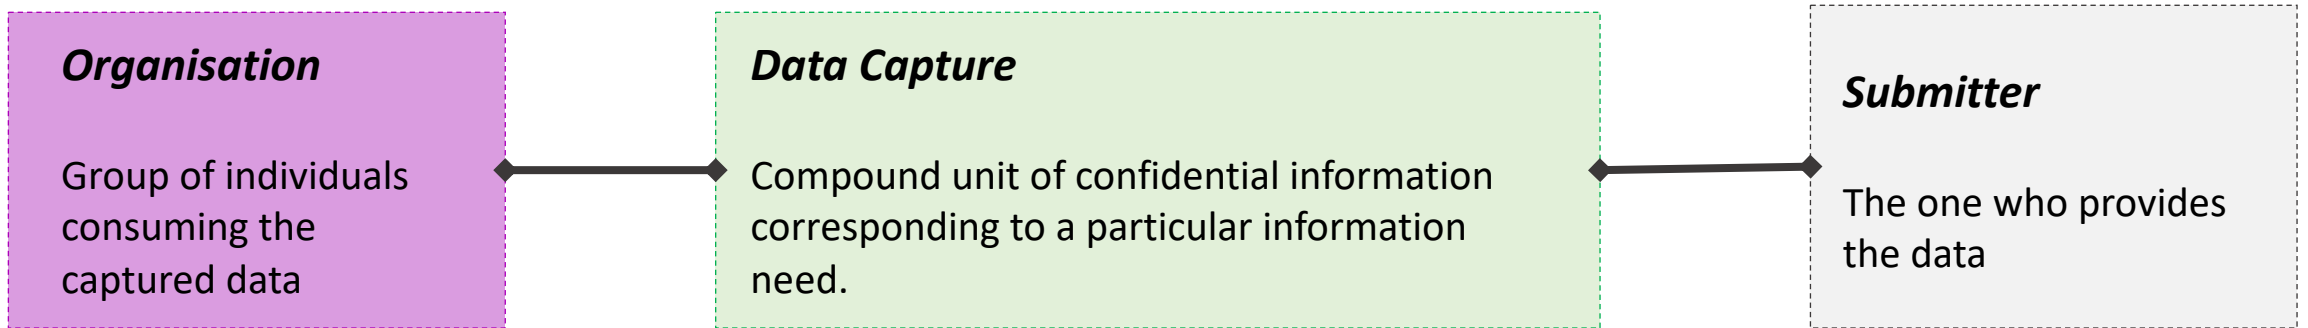 Organisation
Group of individuals
consuming the
captured data
Data Capture
Compound unit of confidential information
corresponding to a particular information
need.
Submitter
The one who provides
the data